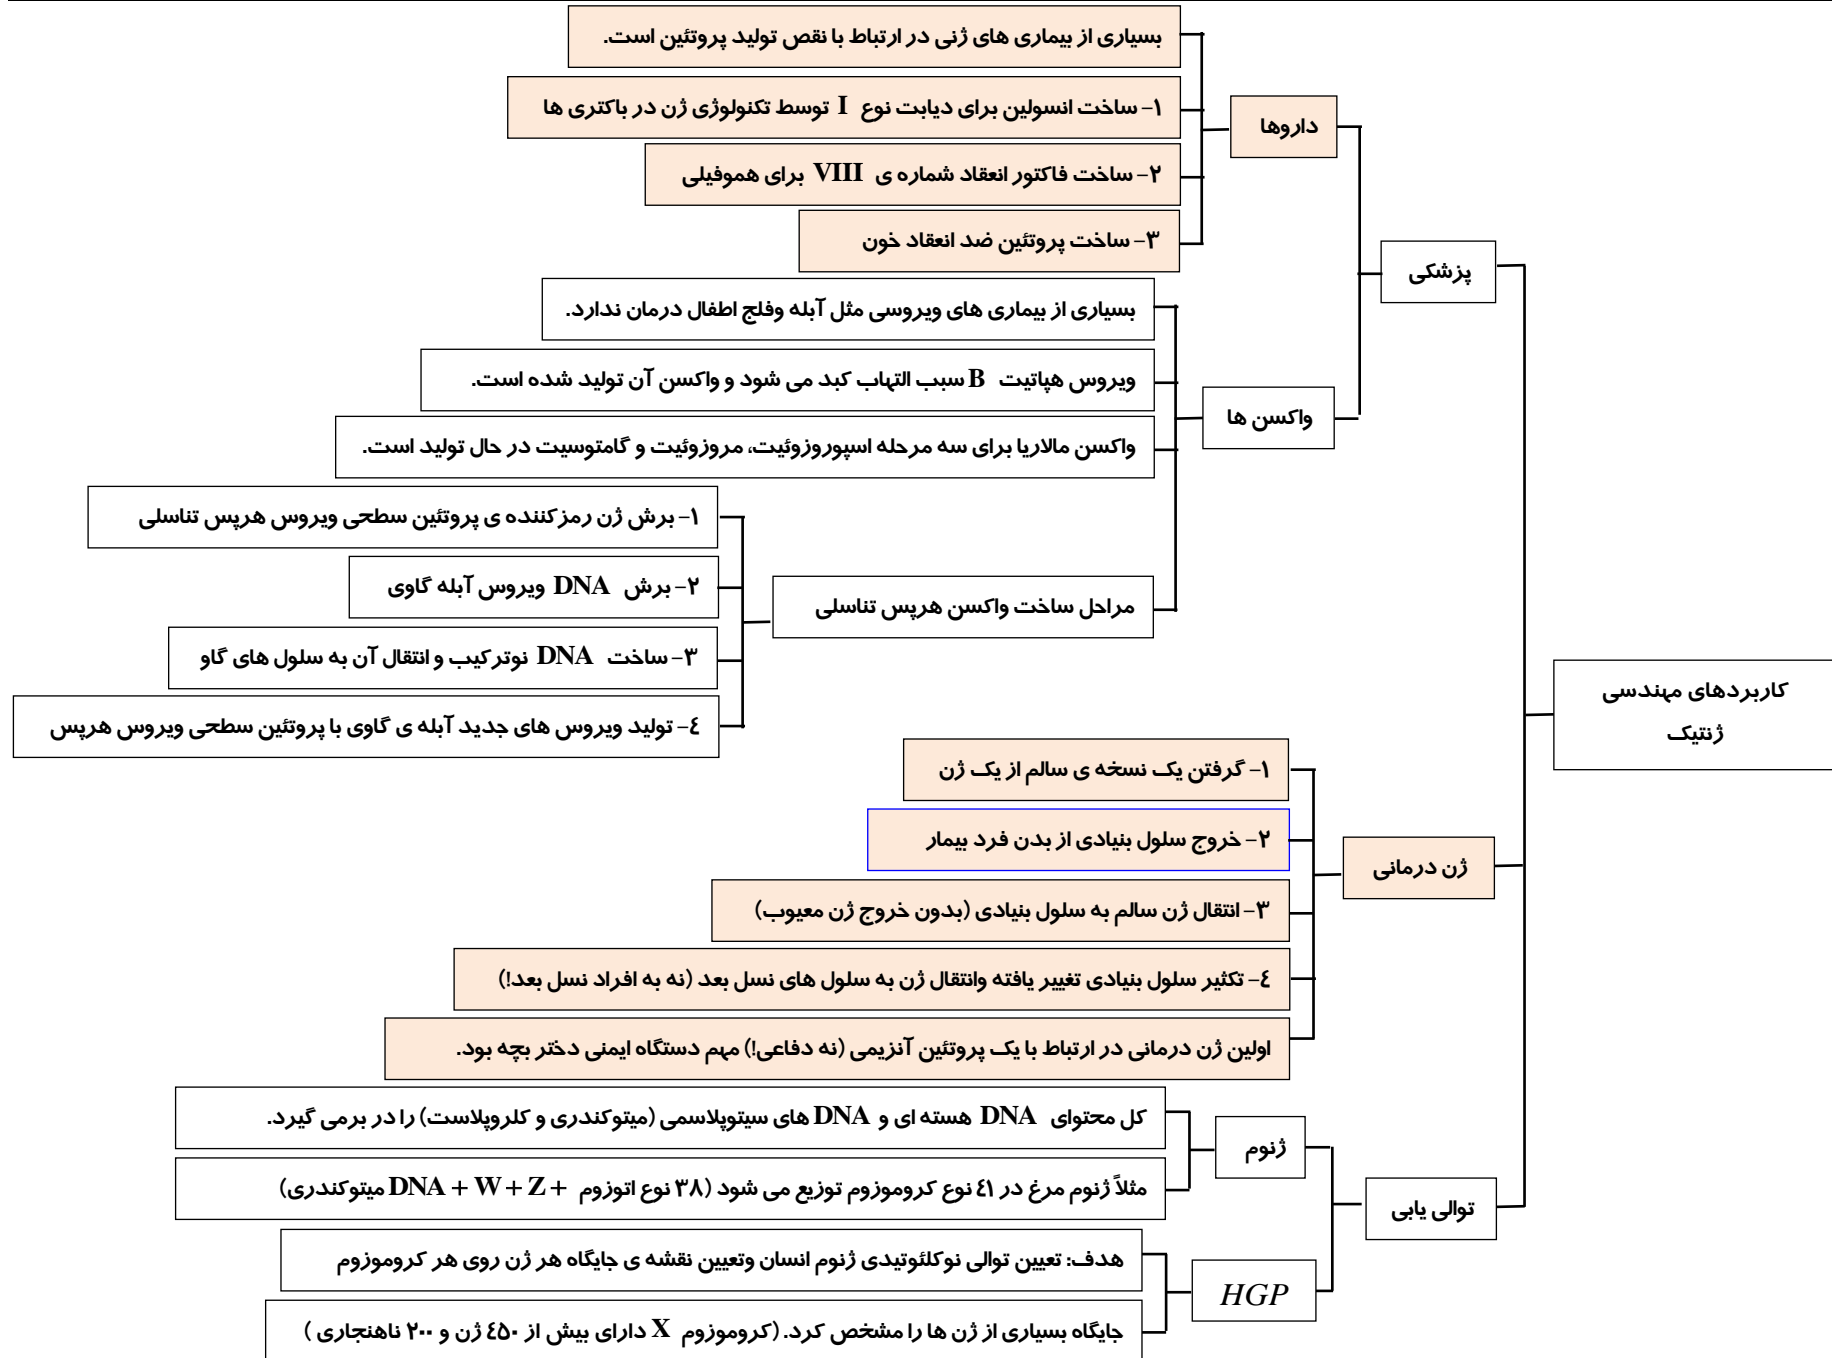 کاربردهای مهندسی
ژنتیک
پزشکی
داروها
بسیاری از بیماری های ژنی در ارتباط با نقص تولید پروتئین است.
۱- ساخت انسولین برای دیابت نوع I توسط تکنولوژی ژن در باکتری ها
۲- ساخت فاکتور انعقاد شماره ی VIII برای هموفیلی
۳- ساخت پروتئین ضد انعقاد خون
واکسن ها
بسیاری از بیماری های ویروسی مثل آبله وفلج اطفال درمان ندارد.
ویروس هپاتیت B سبب التهاب کبد می شود و واکسن آن تولید شده است.
واکسن مالاریا برای سه مرحله اسپوروزوئیت، مروزوئیت و گامتوسیت در حال تولید است.
مراحل ساخت واکسن هرپس تناسلی
۱- برش ژن رمزکننده ی پروتئین سطحی ویروس هرپس تناسلی
۲- برش DNA ویروس آبله گاوی
۳- ساخت DNA نوترکیب و انتقال آن به سلول های گاو
٤- تولید ویروس های جدید آبله ی گاوی با پروتئین سطحی ویروس هرپس
ژن درمانی
۱- گرفتن یک نسخه ی سالم از یک ژن
۲- خروج سلول بنیادی از بدن فرد بیمار
۳- انتقال ژن سالم به سلول بنیادی (بدون خروج ژن معیوب)
٤- تکثیر سلول بنیادی تغییر یافته وانتقال ژن به سلول های نسل بعد (نه به افراد نسل بعد!)
اولین ژن درمانی در ارتباط با یک پروتئین آنزیمی (نه دفاعی!) مهم دستگاه ایمنی دختر بچه بود.
توالی یابی
ژنوم
کل محتوای DNA هسته ای و DNA های سیتوپلاسمی (میتوکندری و کلروپلاست) را در برمی گیرد.
مثلاً ژنوم مرغ در ٤۱ نوع کروموزوم توزیع می شود (۳۸ نوع اتوزوم + DNA + W + Z میتوکندری)
HGP
هدف: تعیین توالی نوکلئوتیدی ژنوم انسان وتعیین نقشه ی جایگاه هر ژن روی هر کروموزوم
جایگاه بسیاری از ژن ها را مشخص کرد. (کروموزوم X دارای بیش از ٤۵۰ ژن و ۲۰۰ ناهنجاری )